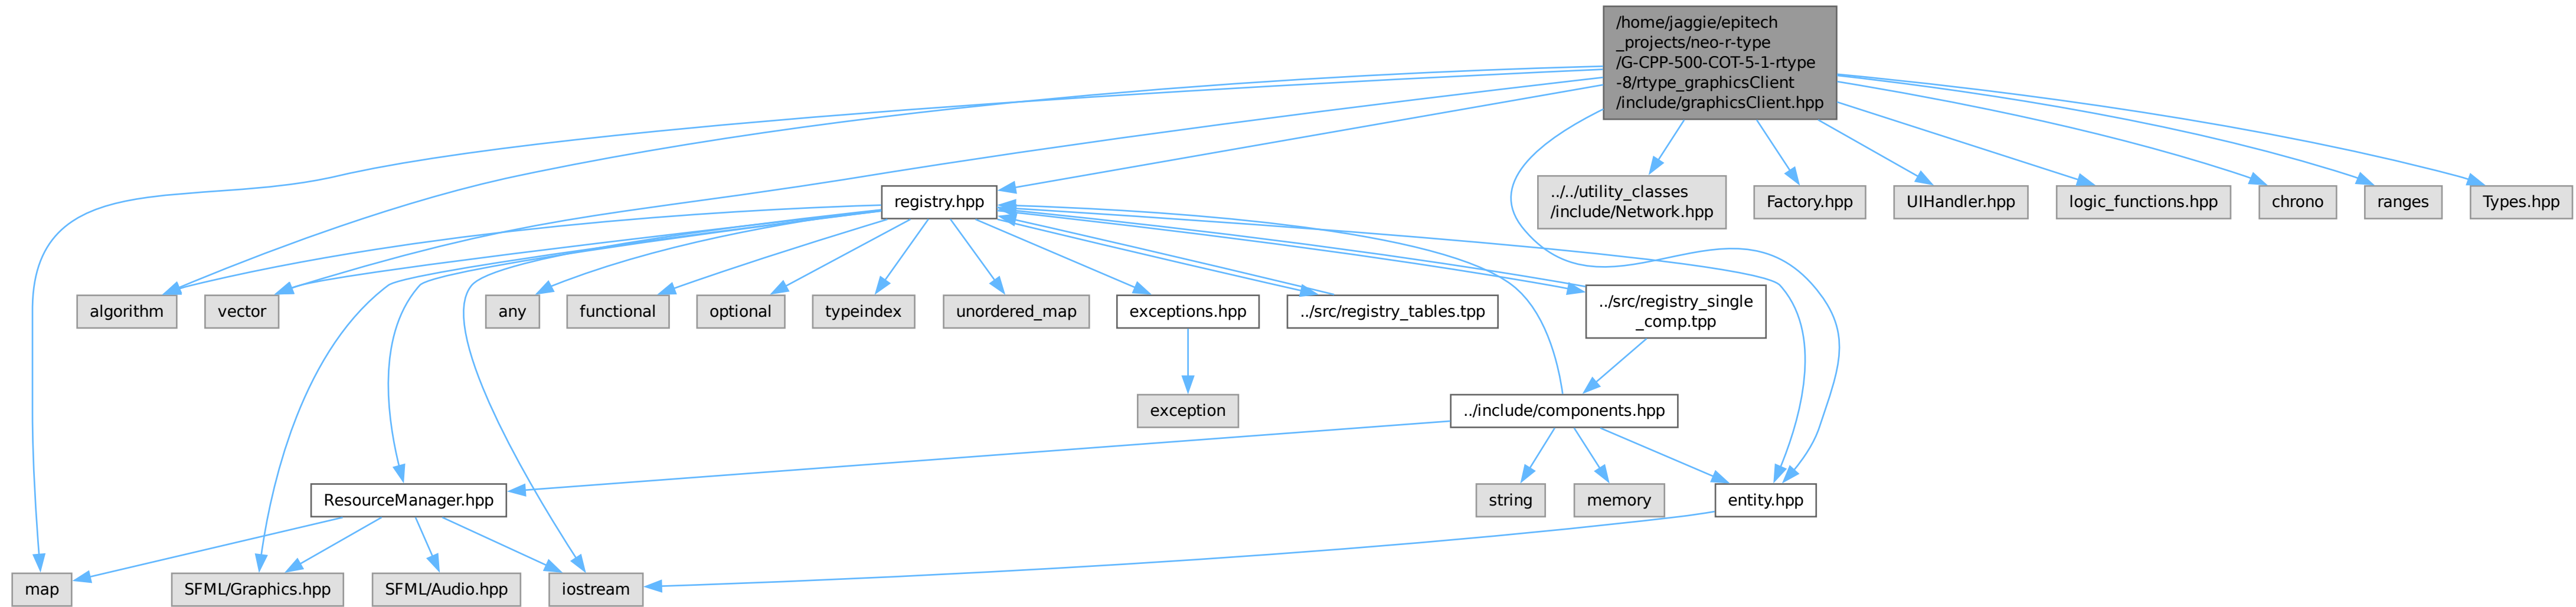 /home/jaggie/epitech
_projects/neo-r-type
/G-CPP-500-COT-5-1-rtype
-8/rtype_graphicsClient
/include/graphicsClient.hpp
registry.hpp
../../utility_classes
/include/Network.hpp
Factory.hpp
UIHandler.hpp
logic_functions.hpp
chrono
ranges
Types.hpp
algorithm
vector
any
functional
optional
typeindex
unordered_map
exceptions.hpp
../src/registry_tables.tpp
../src/registry_single
_comp.tpp
exception
../include/components.hpp
ResourceManager.hpp
string
memory
entity.hpp
map
SFML/Graphics.hpp
SFML/Audio.hpp
iostream